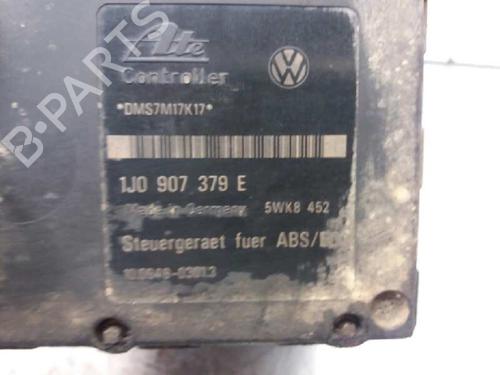 Ate
Controller
*DMS7M17K17*
1J0 907 379 E
Made in Germany 5WK8 452
Steuergeraet fuer ABS/
B-PARTS